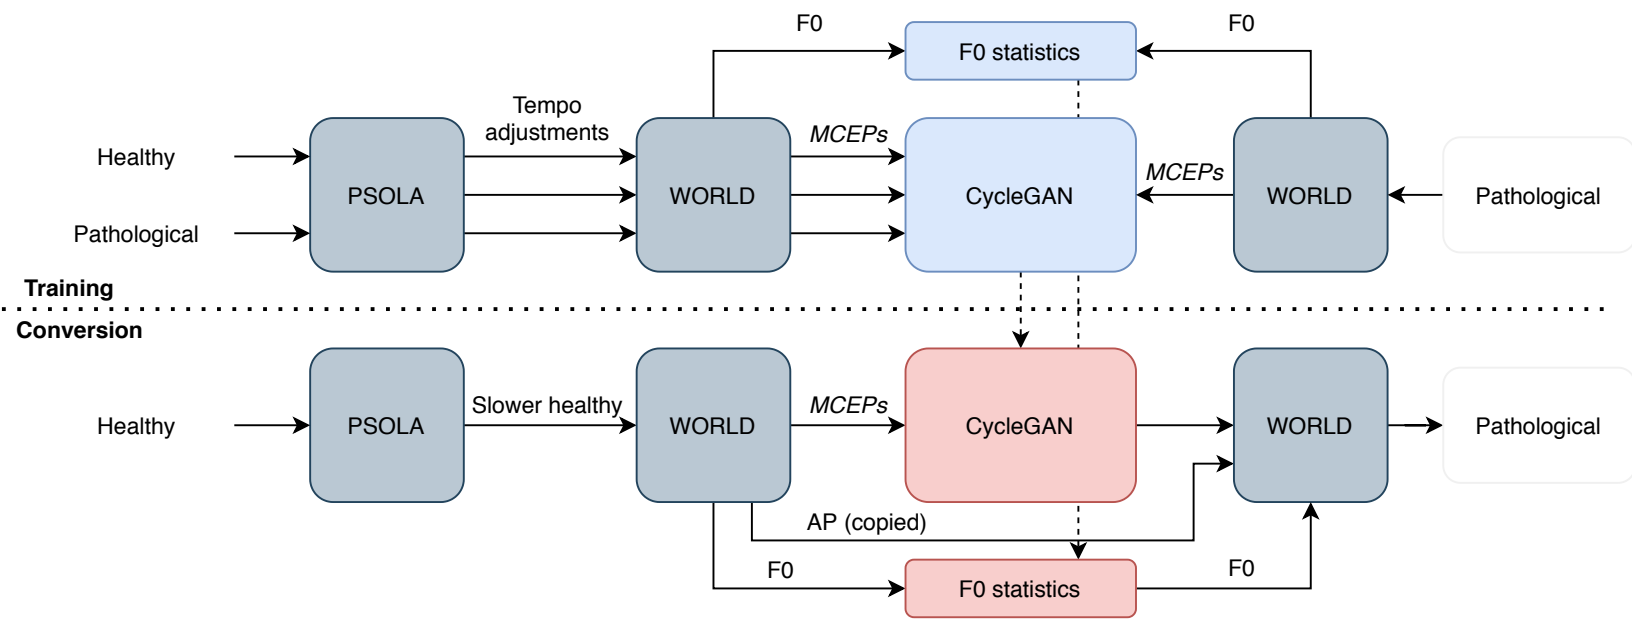 F0
F0 statistics
F0
Tempo
adjustments
Healthy
Pathological
PSOLA
WORLD
MCEPs
CycleGAN
MCEPs
WORLD
Pathological
Training
Conversion
Healthy
PSOLA
Slower healthy
WORLD
MCEPs
CycleGAN
WORLD
Pathological
AP (copied)
F0
F0 statistics
F0